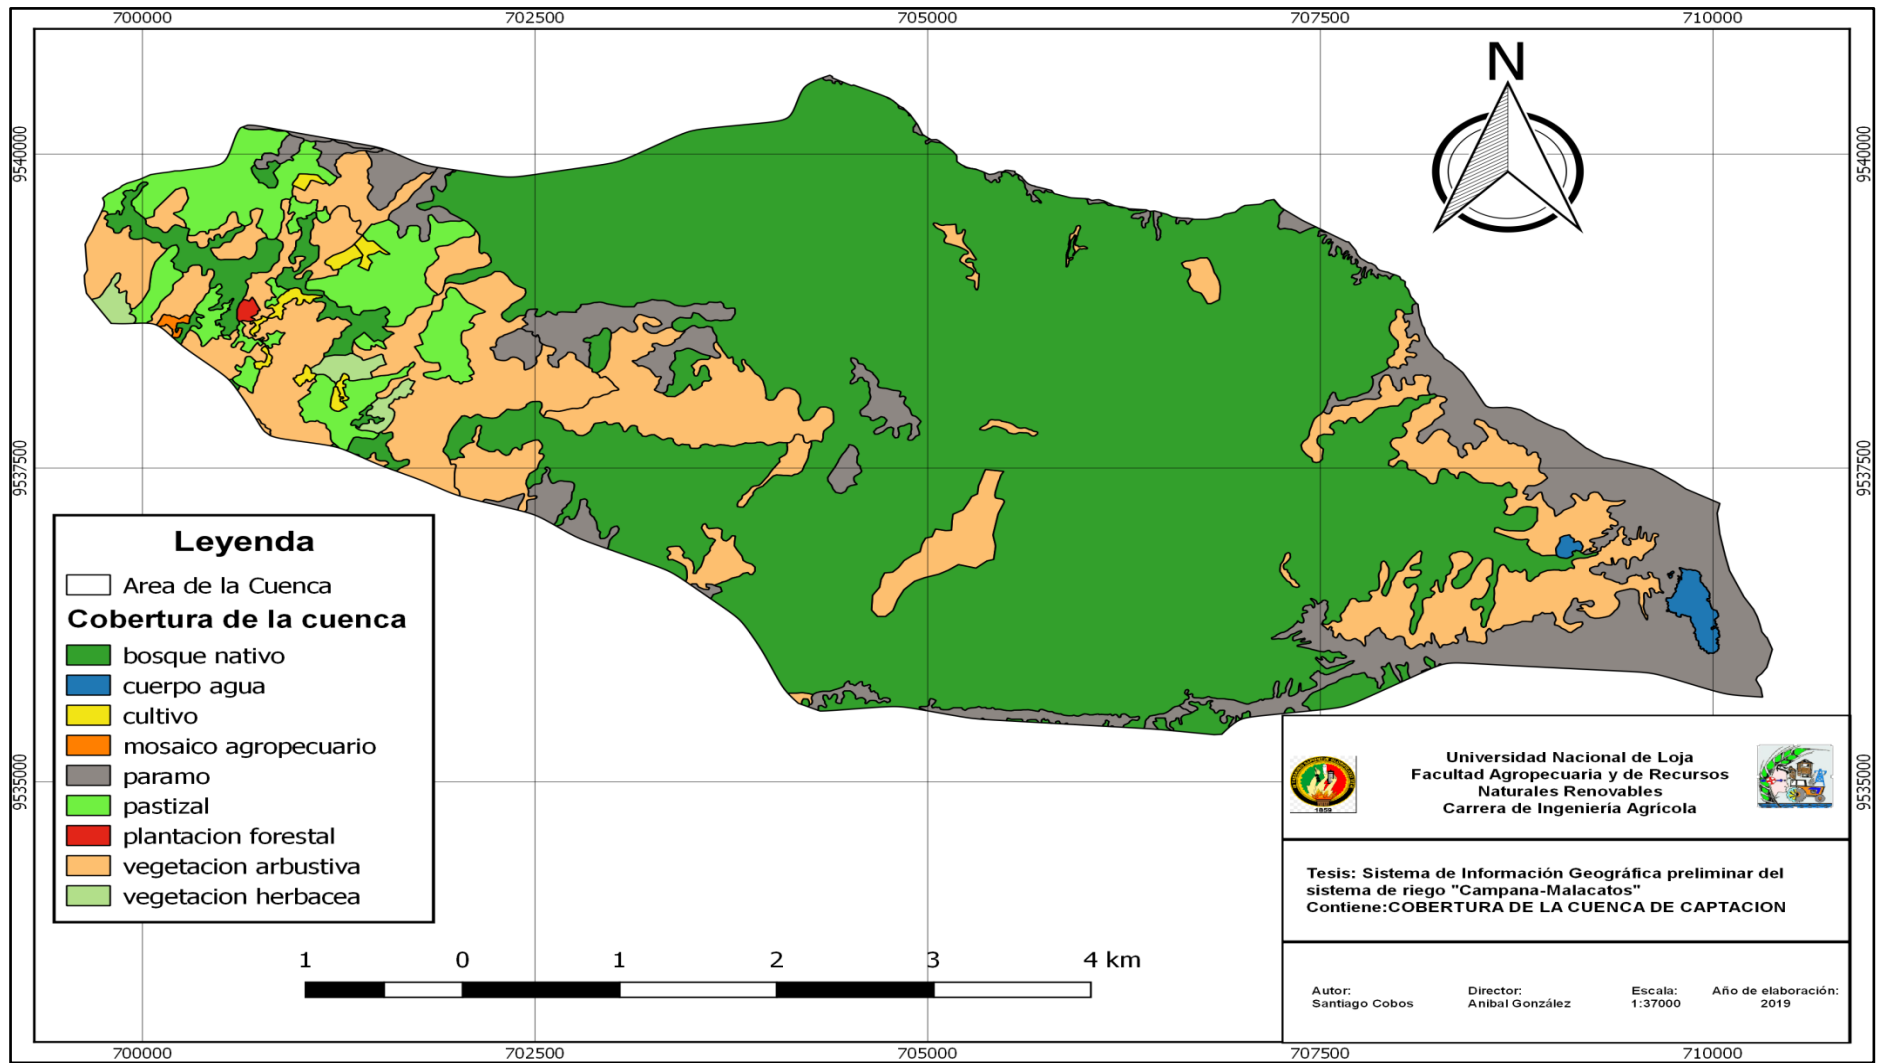 700000
702500
705000
707500
710000
N
9540000
9540000
9537500
9537500
9535000
9535000
Leyenda
Area de la Cuenca
Cobertura de la cuenca
bosque nativo
cuerpo agua
cultivo
mosaico agropecuario
paramo
pastizal
plantacion forestal
vegetacion arbustiva
vegetacion herbacea
1 0 1 2 3 4 km
1859
Universidad Nacional de Loja
Facultad Agropecuaria y de Recursos
Naturales Renovables
Carrera de Ingeniería Agrícola
Tesis: Sistema de Información Geográfica preliminar del
sistema de riego "Campana-Malacatos"
Contiene:COBERTURA DE LA CUENCA DE CAPTACION
Autor:
Santiago Cobos
Director:
Anibal González
Escala:
1:37000
Año de elaboración:
2019
700000
702500
705000
707500
710000